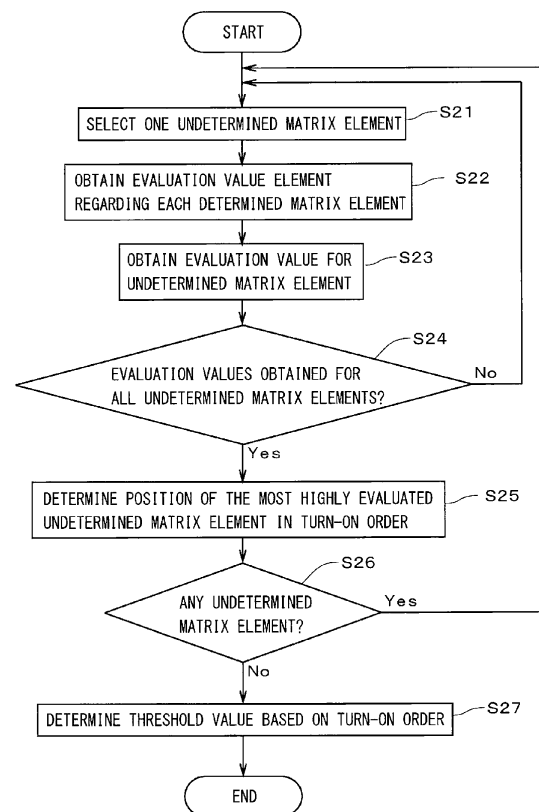 START
SELECT ONE UNDETERMINED MATRIX ELEMENT
S21
OBTAIN EVALUATION VALUE ELEMENT
REGARDING EACH DETERMINED MATRIX ELEMENT
S22
OBTAIN EVALUATION VALUE FOR
UNDETERMINED MATRIX ELEMENT
S23
S24
EVALUATION VALUES OBTAINED FOR
ALL UNDETERMINED MATRIX ELEMENTS?
No
Yes
DETERMINE POSITION OF THE MOST HIGHLY EVALUATED
UNDETERMINED MATRIX ELEMENT IN TURN-ON ORDER
S25
S26
ANY UNDETERMINED
MATRIX ELEMENT?
Yes
No
DETERMINE THRESHOLD VALUE BASED ON TURN-ON ORDER
S27
END